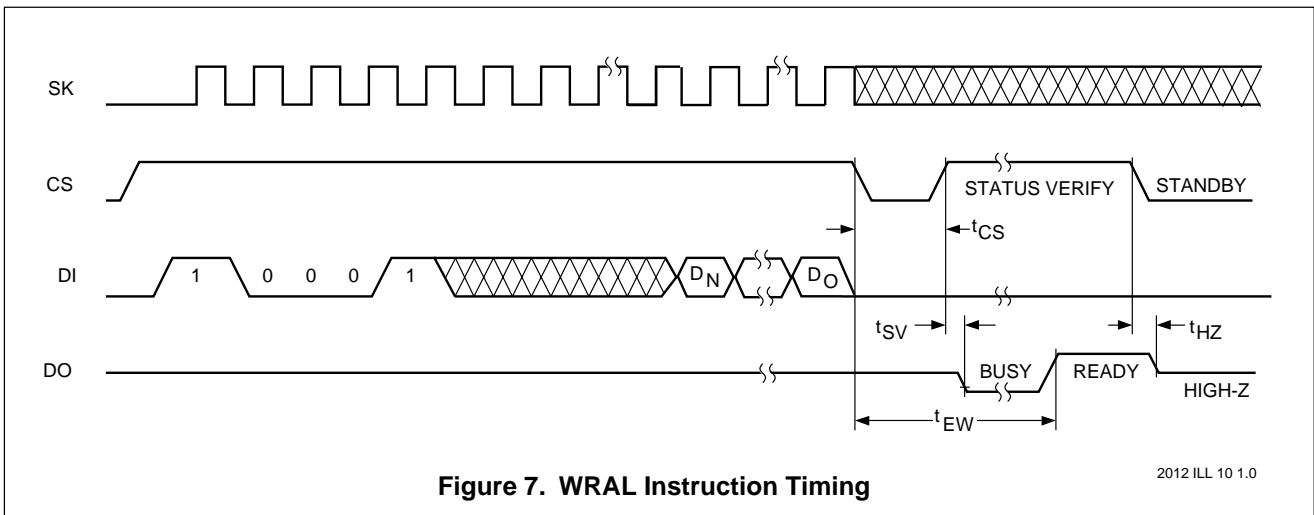 SK
CS
STATUS VERIFY
STANDBY
tCS
DI
1 0 0 0 1
DN
DO
tSV
tHZ
DO
BUSY
READY
HIGH-Z
tEW
Figure 7. WRAL Instruction Timing
2012 ILL 10 1.0